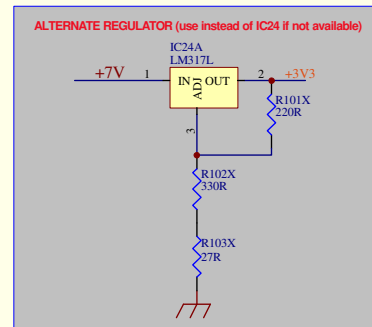 ALTERNATE REGULATOR (use instead of IC24 if not available)
IC24A
LM317L
+7V 1 IN OUT 2 +3V3
ADJ
R101X
220R
3
R102X
330R
R103X
27R